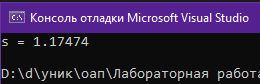 Консоль отладки Microsoft Visual Studio
s = 1.17474
D:\d\уник\оап\Лабораторная работа